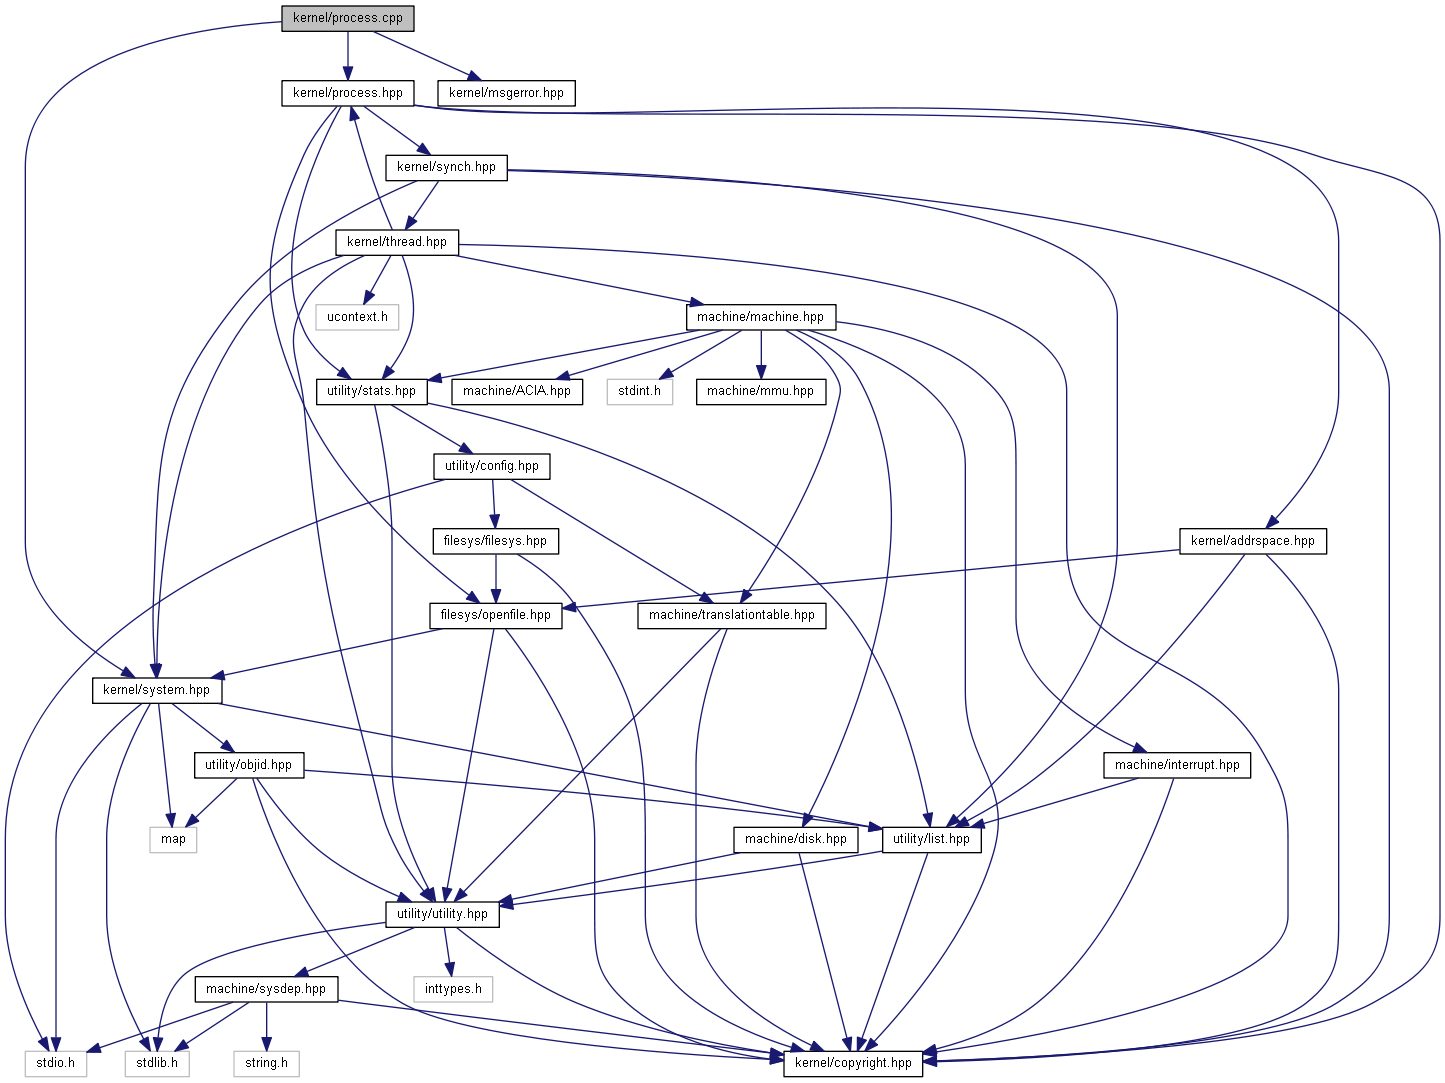 kernel/process.cpp
kernel/process.hpp
kernel/msgerror.hpp
kernel/synch.hpp
kernel/thread.hpp
ucontext.h
machine/machine.hpp
utility/stats.hpp
machine/ACIA.hpp
stdint.h
machine/mmu.hpp
utility/config.hpp
filesys/filesys.hpp
kernel/addrspace.hpp
filesys/openfile.hpp
machine/translationtable.hpp
kernel/system.hpp
utility/objid.hpp
machine/interrupt.hpp
map
machine/disk.hpp
utility/list.hpp
utility/utility.hpp
machine/sysdep.hpp
inttypes.h
stdio.h
stdlib.h
string.h
kernel/copyright.hpp